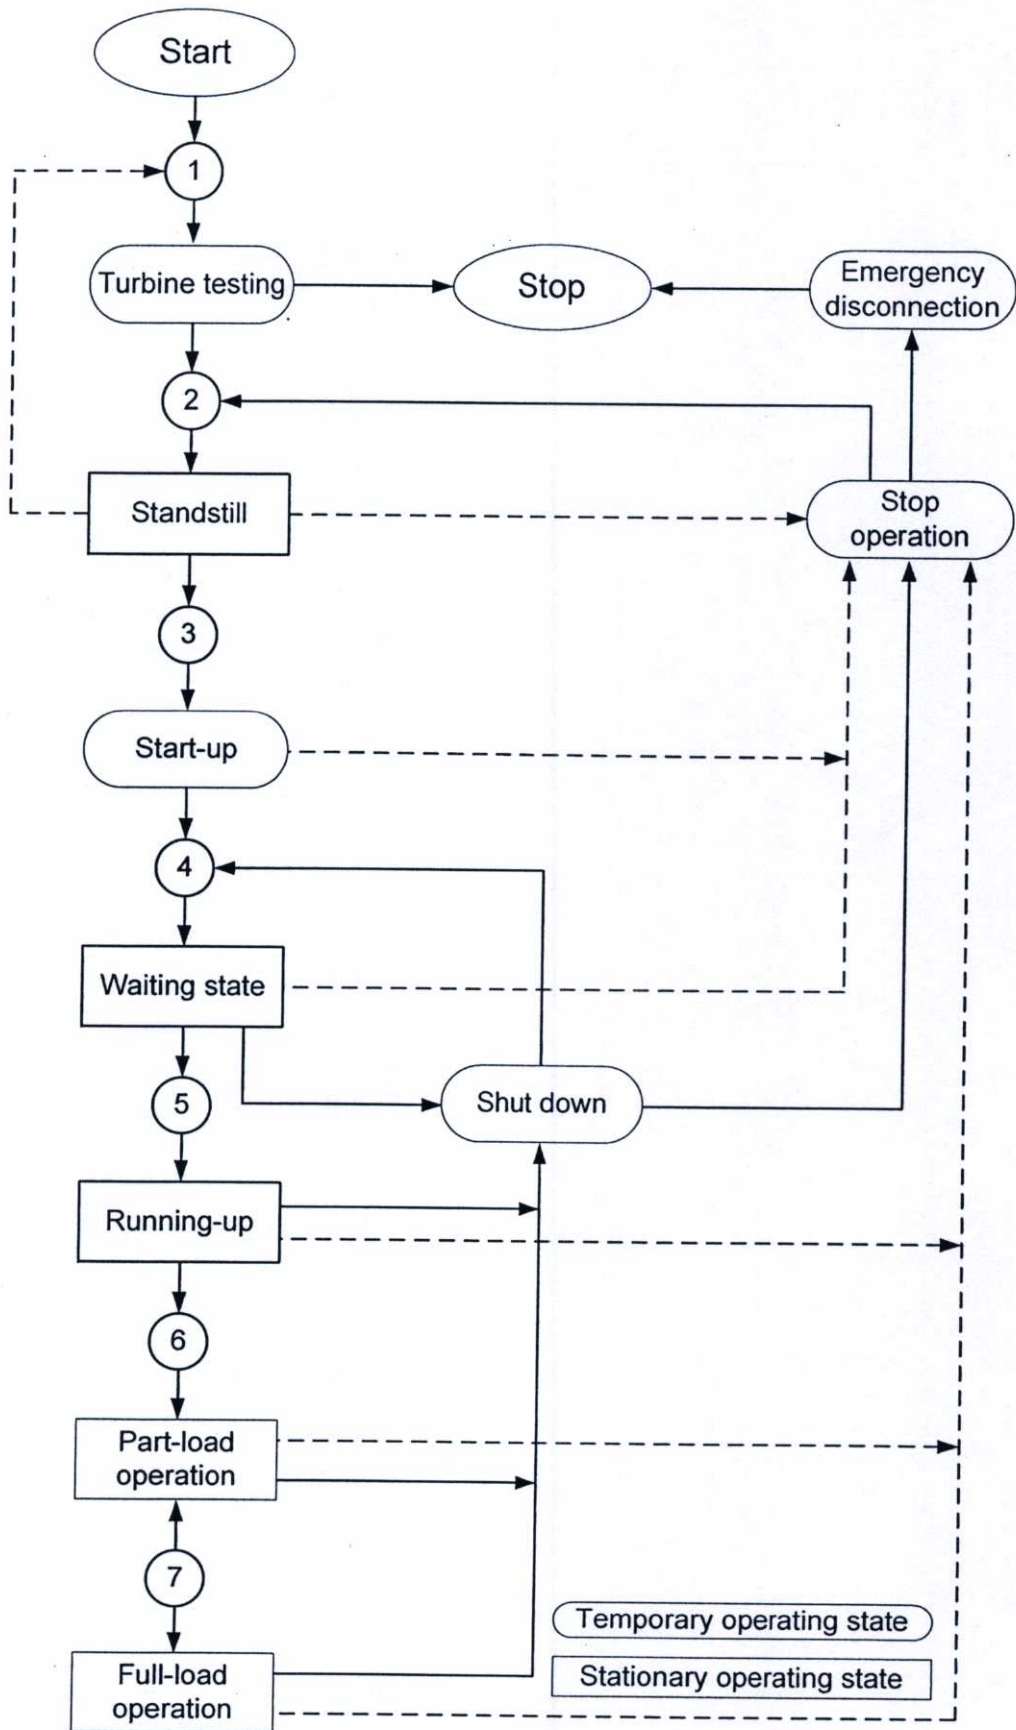 Start
1
Turbine testing
Stop
Emergency
disconnection
2
Standstill
Stop
operation
3
Start-up
4
Waiting state
5
Shut down
Running-up
6
Part-load
operation
7
Temporary operating state
Full-load
operation
Stationary operating state